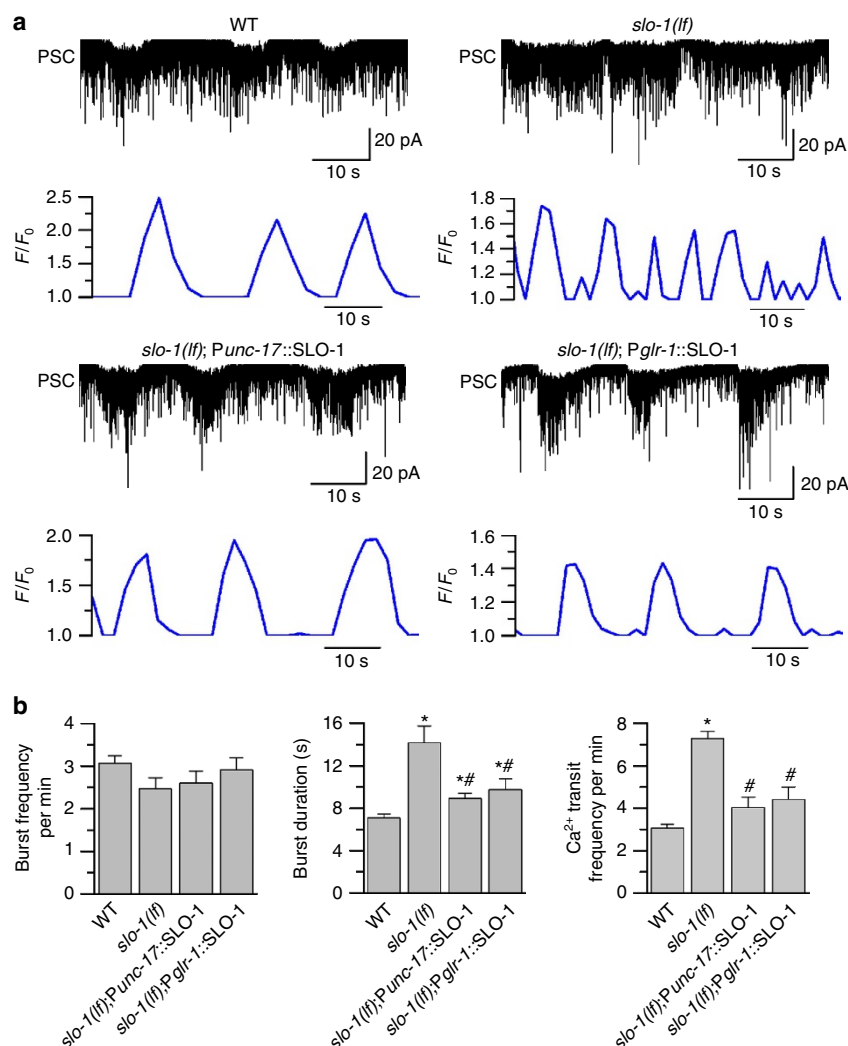 a
WT
slo-1(lf)
PSC
20 pA
10 s
20 pA
10 s
2.5
2.0
1.5
1.0
F/F0
10 s
1.8
1.6
1.4
1.2
1.0
F/F0
10 s
slo-1(lf); Punc-17::SLO-1
slo-1(lf); Pglr-1::SLO-1
PSC
PSC
20 pA
10 s
20 pA
10 s
2.0
1.5
1.0
F/F0
10 s
1.6
1.4
1.2
1.0
F/F0
10 s
b
4
3
2
1
0
Burst frequency
per min
WT
slo-1(lf)
slo-1(lf);Punc-17::SLO-1
slo-1(lf);Pglr-1::SLO-1
16
12
8
4
0
Burst duration (s)
*
*#
*#
WT
slo-1(lf)
slo-1(lf);Punc-17::SLO-1
slo-1(lf);Pglr-1::SLO-1
8
6
4
2
0
Ca2+ transit
frequency per min
*
#
#
WT
slo-1(lf)
slo-1(lf);Punc-17::SLO-1
slo-1(lf);Pglr-1::SLO-1